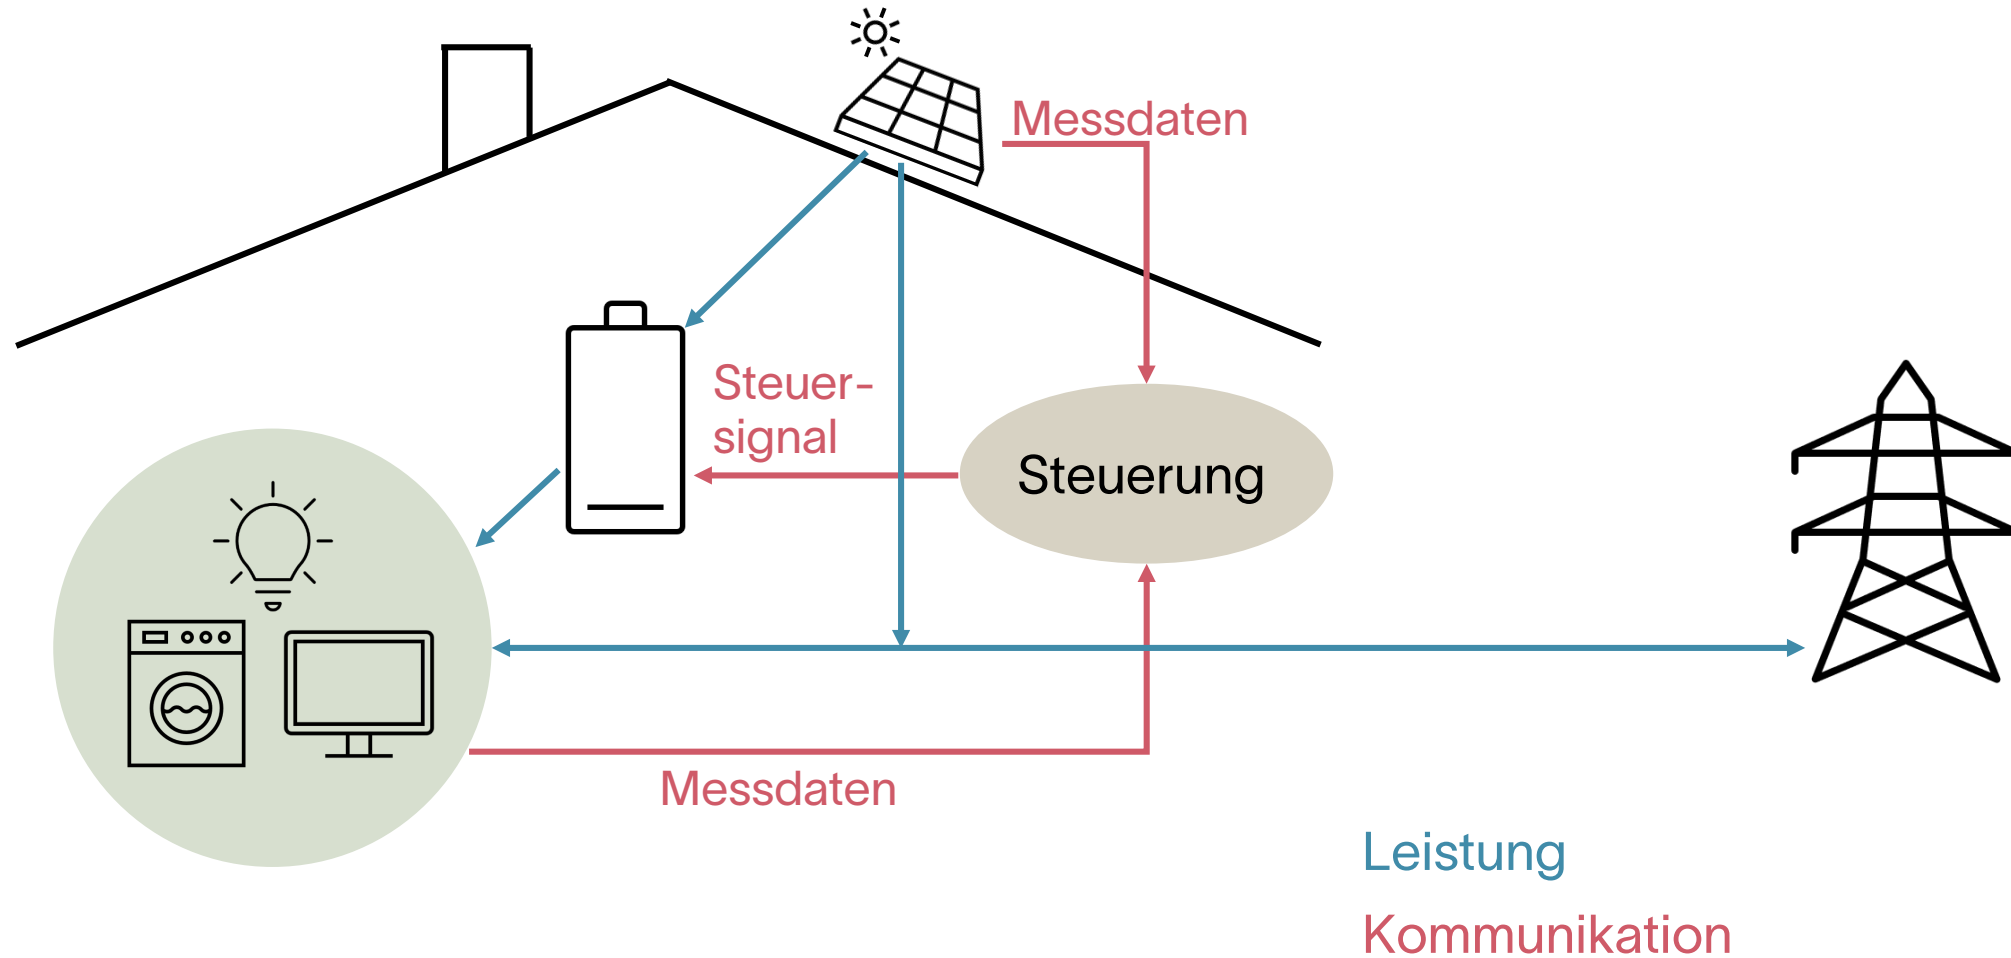 Messdaten
Steuer-
signal
Steuerung
Messdaten
Leistung
Kommunikation